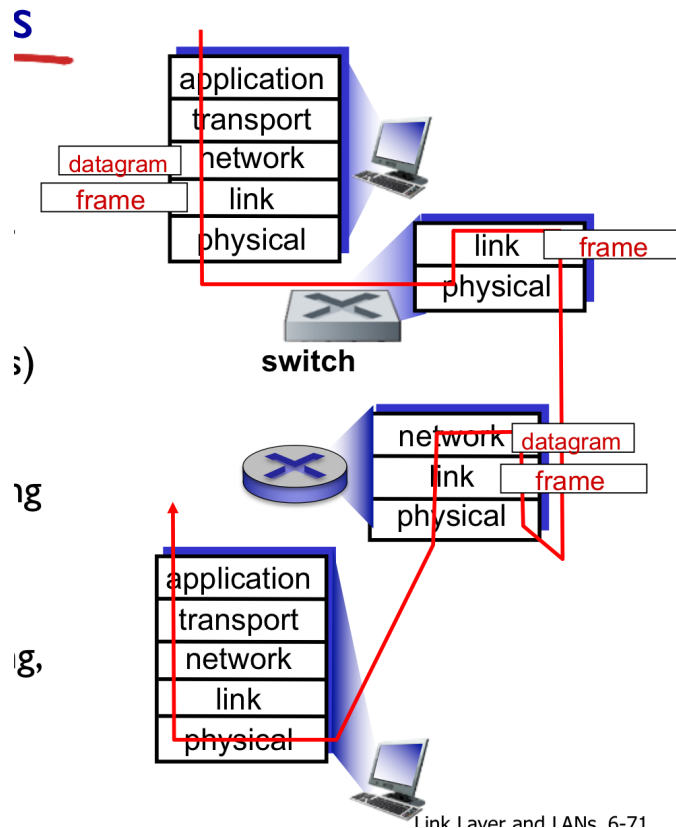 s
application
transport
datagram network
frame link
physical
link frame
physical
switch
s)
network datagram
link frame
ng
physical
application
transport
network
g,
link
physical
Link Layer and LANs 6-71